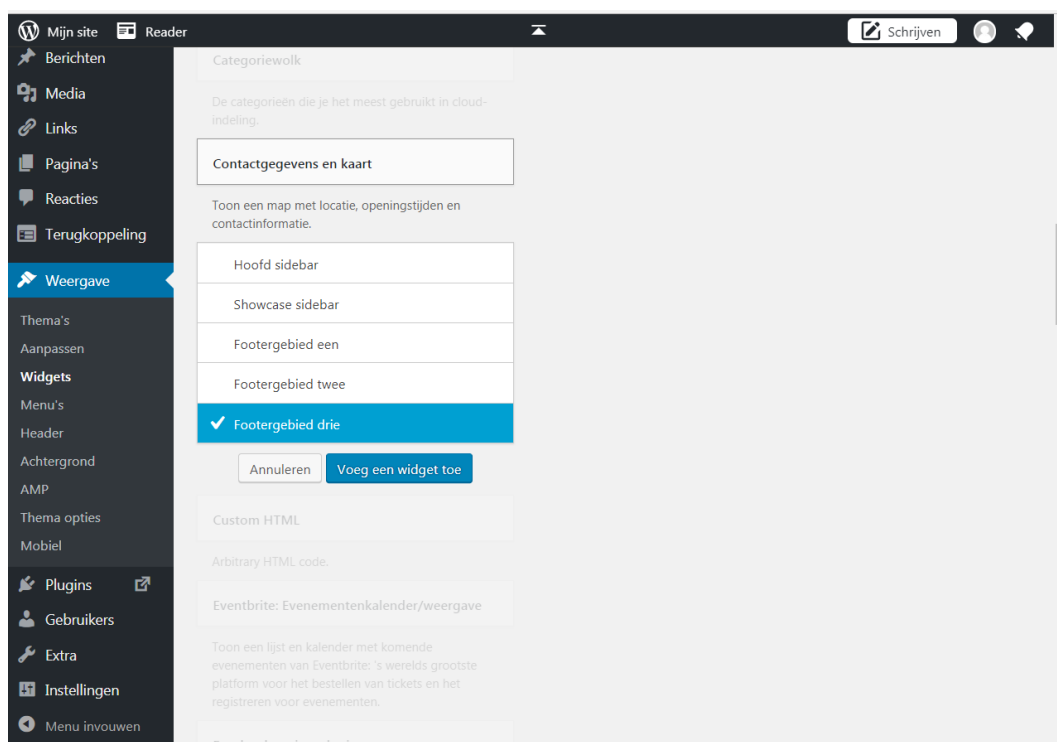 Mijn site
Reader
Schrijven
Berichten
Media
Links
Pagina's
Reacties
Terugkoppeling
Weergave
Thema's
Aanpassen
Widgets
Menu's
Header
Achtergrond
AMP
Thema opties
Mobiel
Plugins
Gebruikers
Extra
Instellingen
Menu invouwen
Categoriewolk
De categorieën die je het meest gebruikt in cloud-
indeling.
Contactgegevens en kaart
Toon een map met locatie, openingstijden en
contactinformatie.
Hoofd sidebar
Showcase sidebar
Footergebied een
Footergebied twee
Footergebied drie
Annuleren
Voeg een widget toe
Custom HTML
Arbitrary HTML code.
Eventbrite: Evenementenkalender/weergave
Toon een lijst en kalender met komende
evenementen van Eventbrite: 's werelds grootste
platform voor het bestellen van tickets en het
registreren voor evenementen.